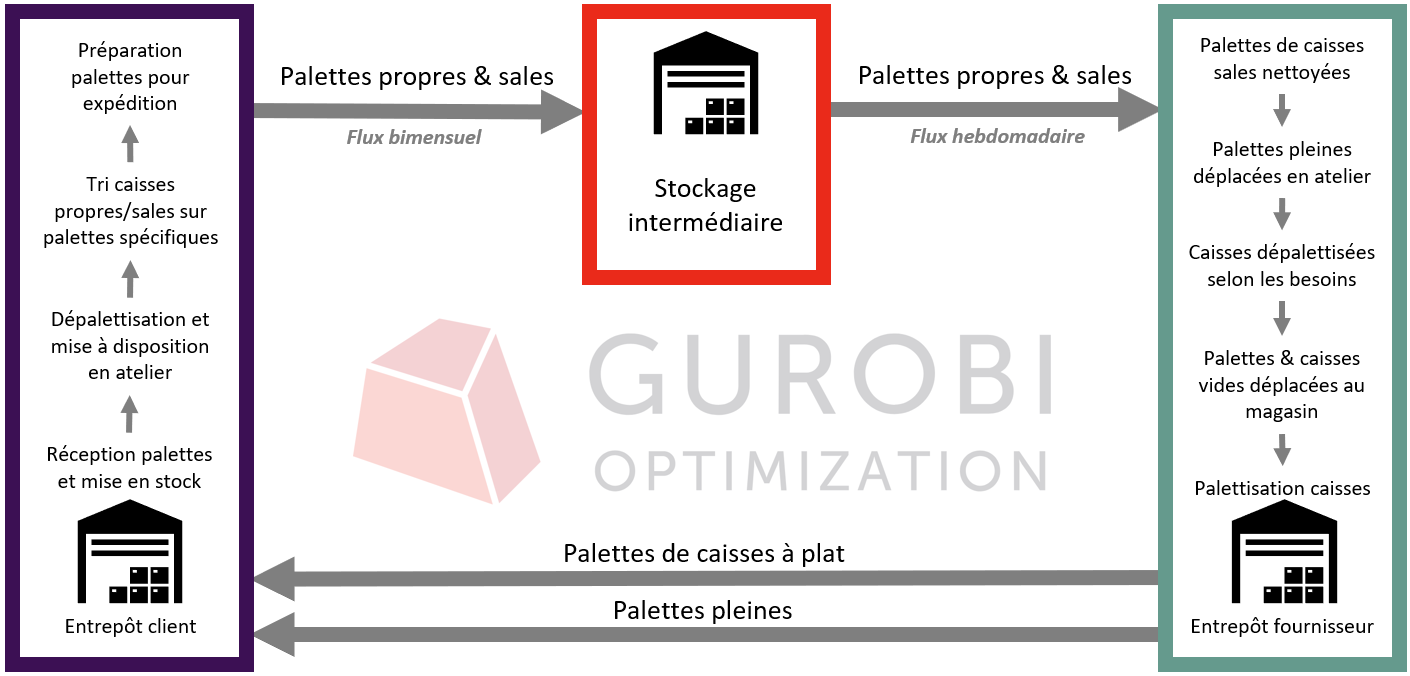 Préparation
palettes pour
expédition
Tri caisses
propres/sales sur
palettes spécifiques
Dépalettisation et
mise à disposition
en atelier
Réception palettes
et mise en stock
Entrepôt client
Palettes propres & sales
Flux bimensuel
Stockage
intermédiaire
Palettes propres & sales
Flux hebdomadaire
Palettes de caisses
sales nettoyées
Palettes pleines
déplacées en atelier
Caisses dépalettisées
selon les besoins
Palettes & caisses
vides déplacées au
magasin
Palettisation caisses
Entrepôt fournisseur
GUROBI
OPTIMIZATION
Palettes de caisses à plat
Palettes pleines